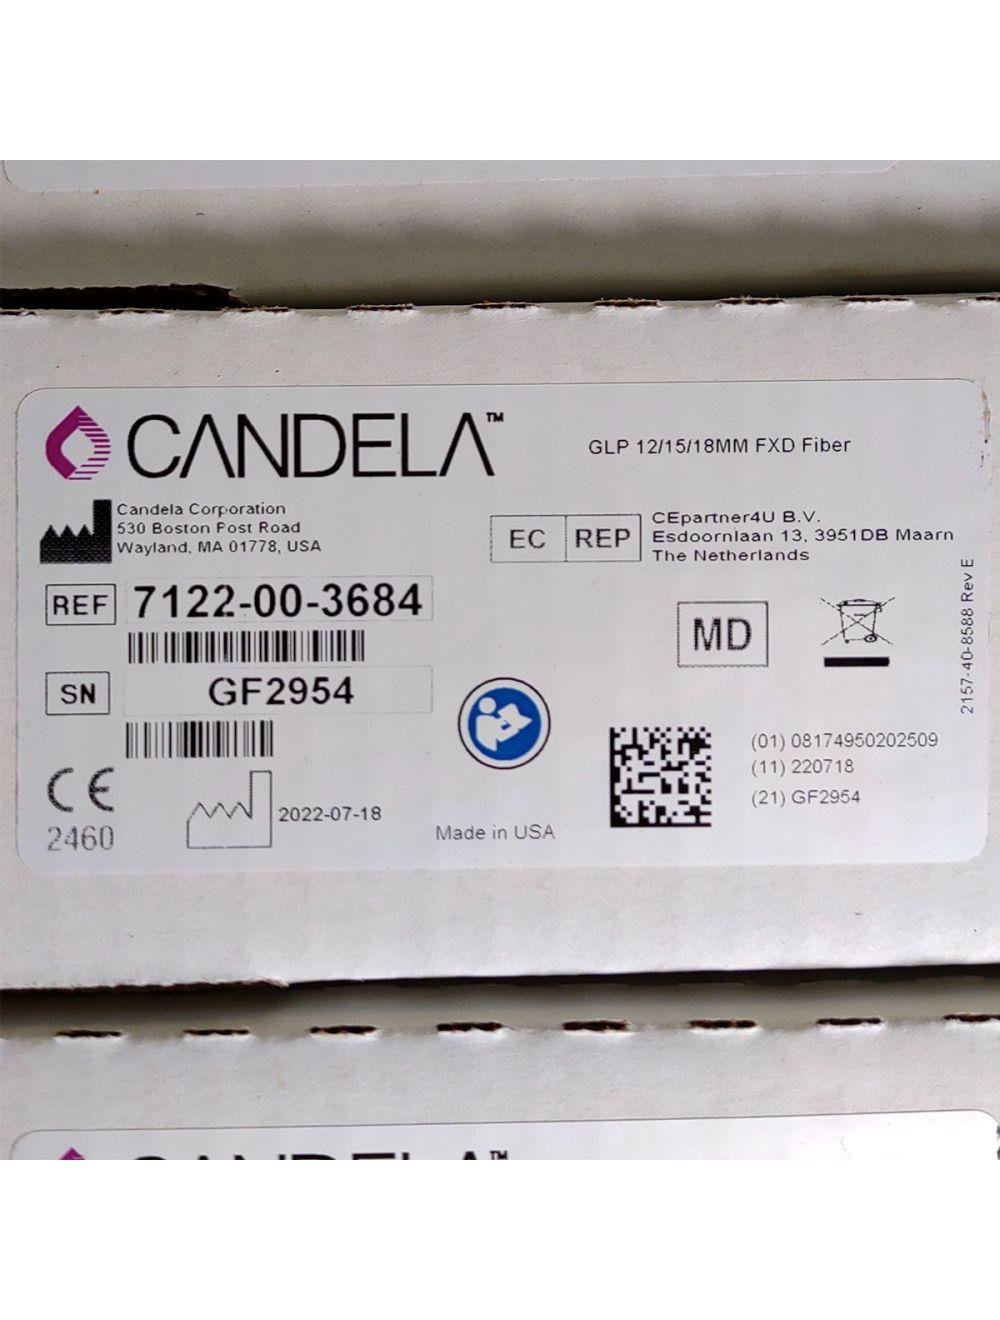 CANDELA™
GLP 12/15/18MM FXD Fiber
Candela Corporation
530 Boston Post Road
Wayland, MA 01778, USA
EC REP
CEpartner4U B.V.
Esdoornlaan 13, 3951DB Maarn
The Netherlands
REF 7122-00-3684
MD
SN GF2954
2157-40-8588 Rev E
CE
2460
2022-07-18
Made in USA
(01) 08174950202509
(11) 220718
(21) GF2954
CANDELA™